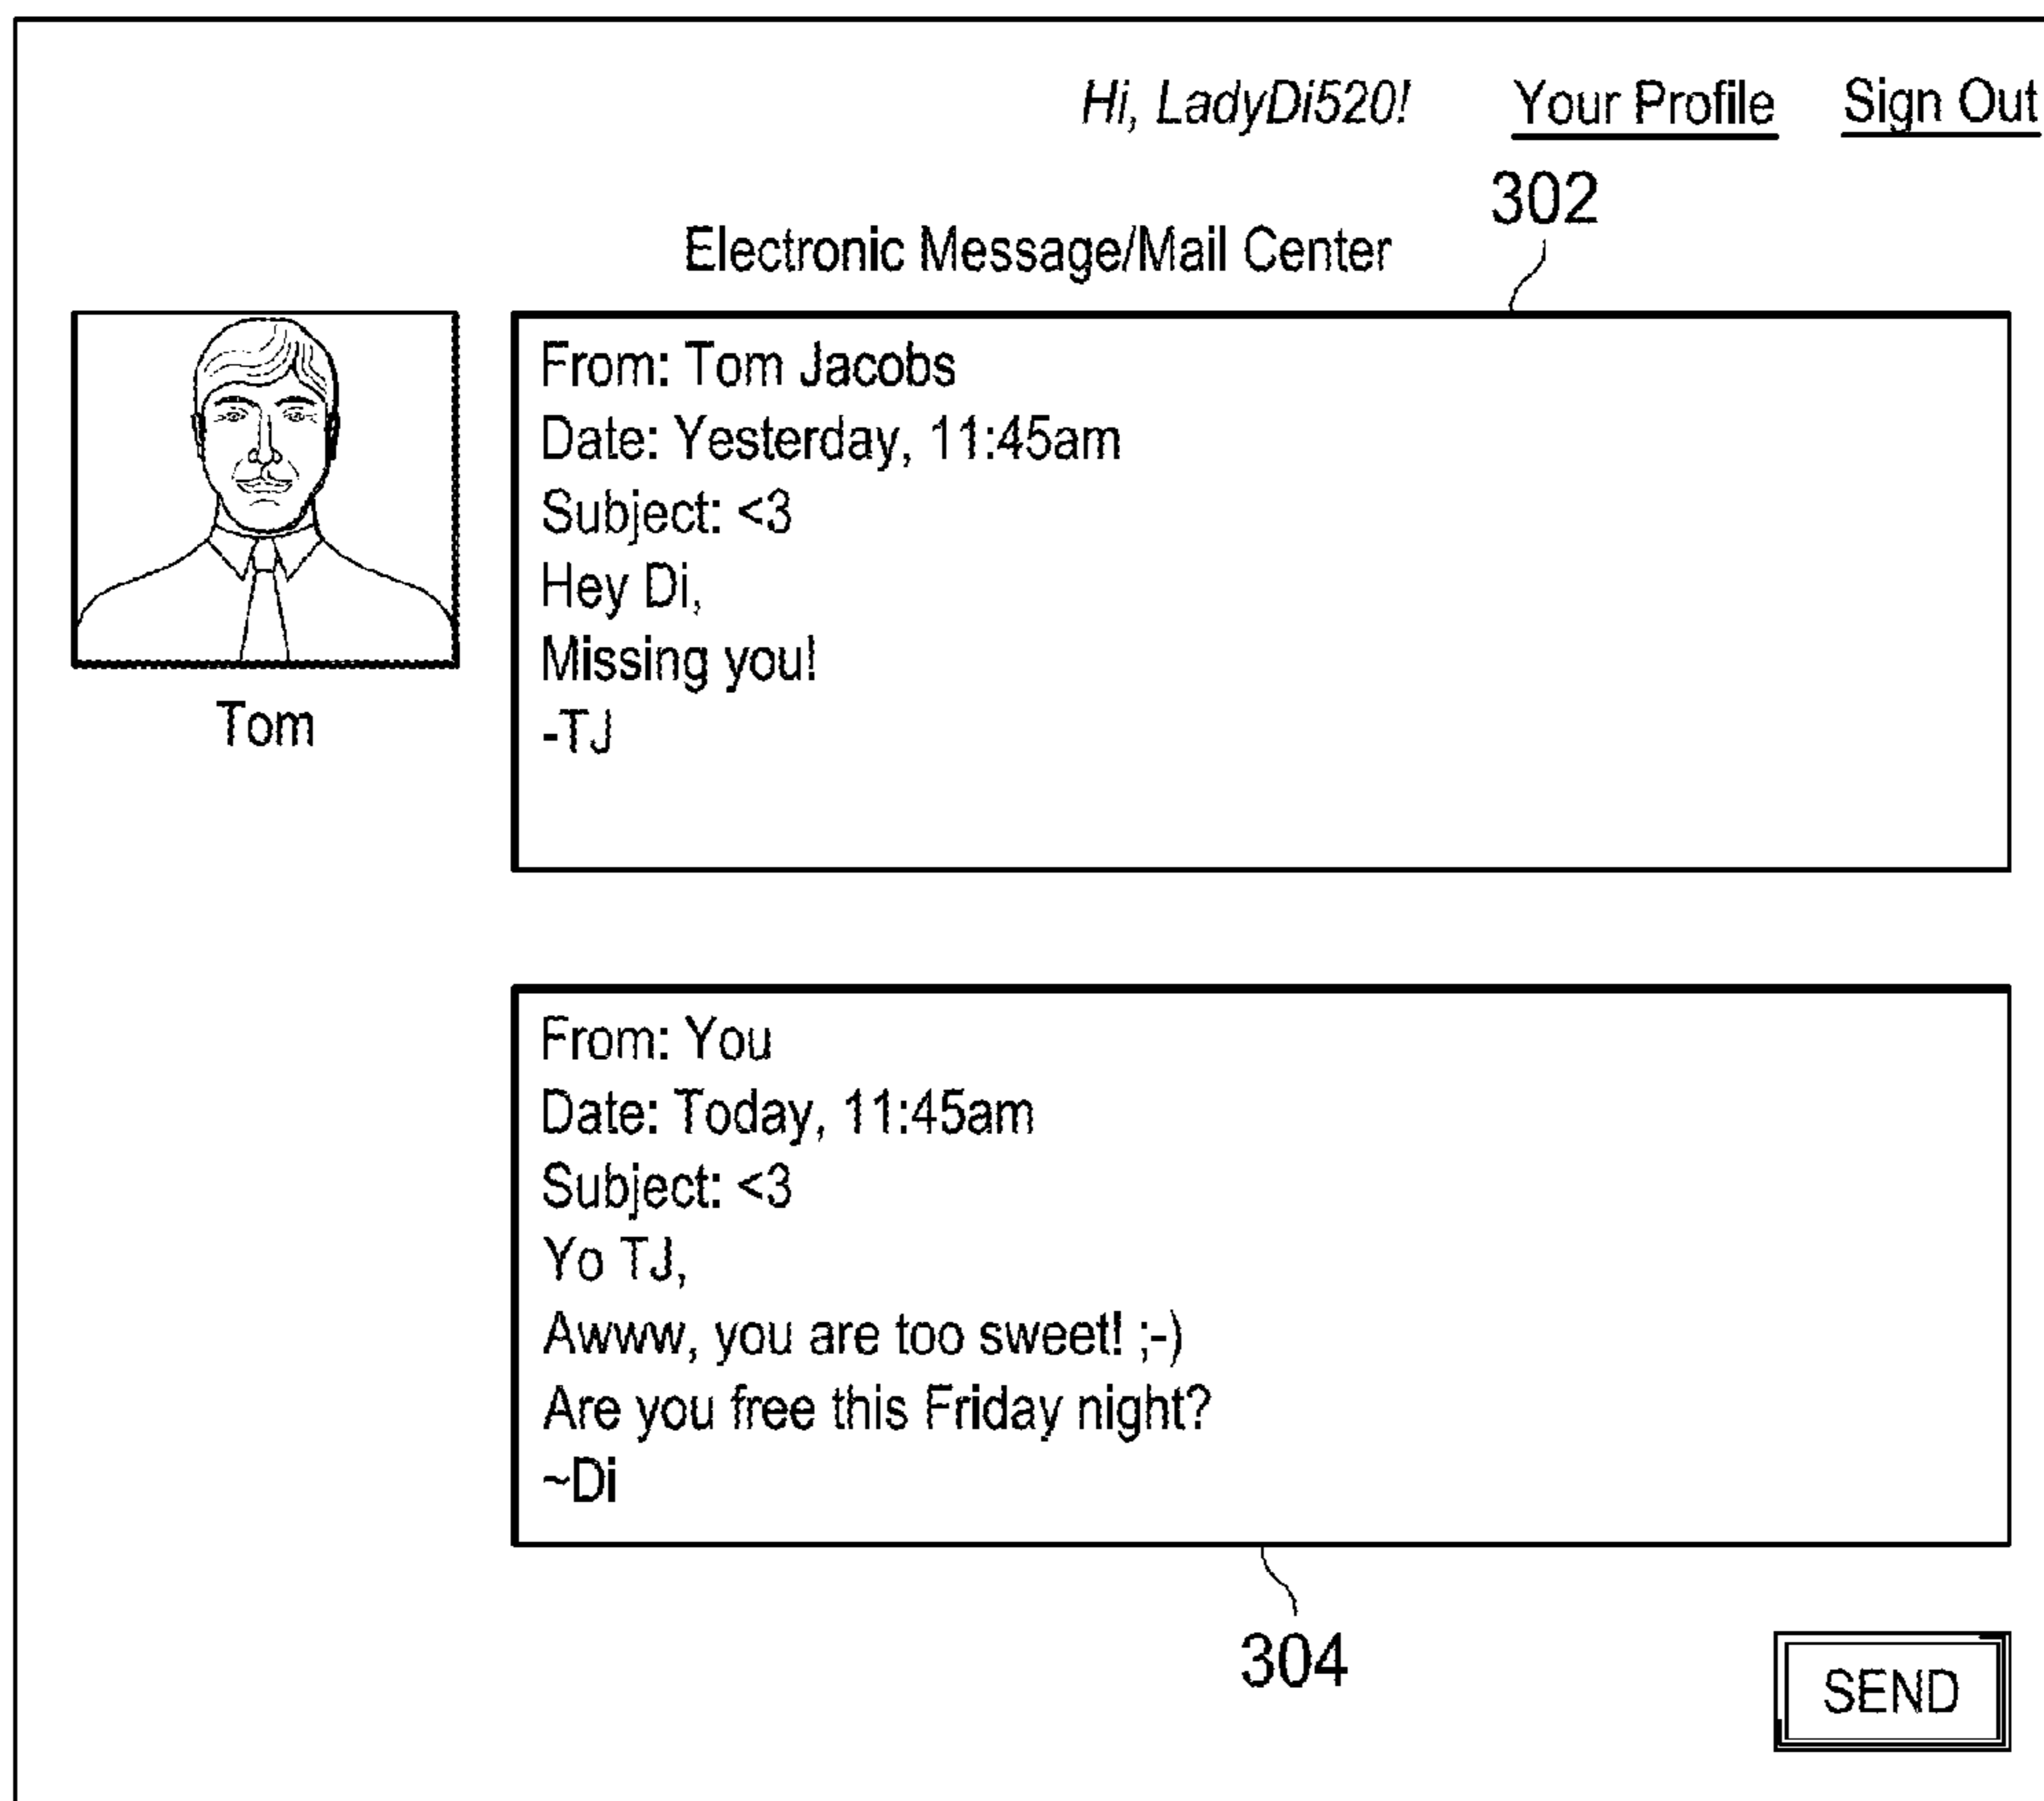 Hi, LadyDi520! Your Profile Sign Out
302
Electronic Message/Mail Center
From: Tom Jacobs
Date: Yesterday, 11:45am
Subject: <3
Hey Di,
Missing you!
-TJ
Tom
From: You
Date: Today, 11:45am
Subject: <3
Yo TJ,
Awww, you are too sweet! ;-)
Are you free this Friday night?
~Di
304
SEND